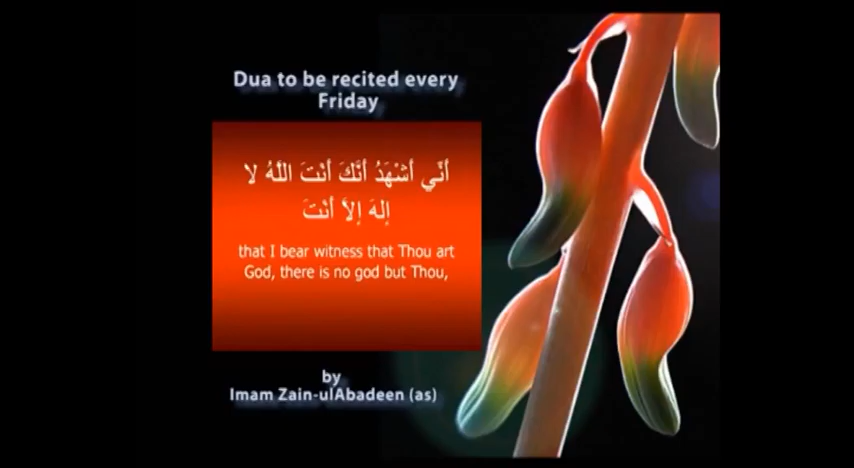 Dua to be recited every
Friday
أَنِّي أَشْهَدُ أَنَّكَ أَنْتَ اللَّهُ لا
إِلهَ إِلاَّ أَنْتَ
that I bear witness that Thou art
God, there is no god but Thou,
by
Imam Zain-ulAbadeen (as)